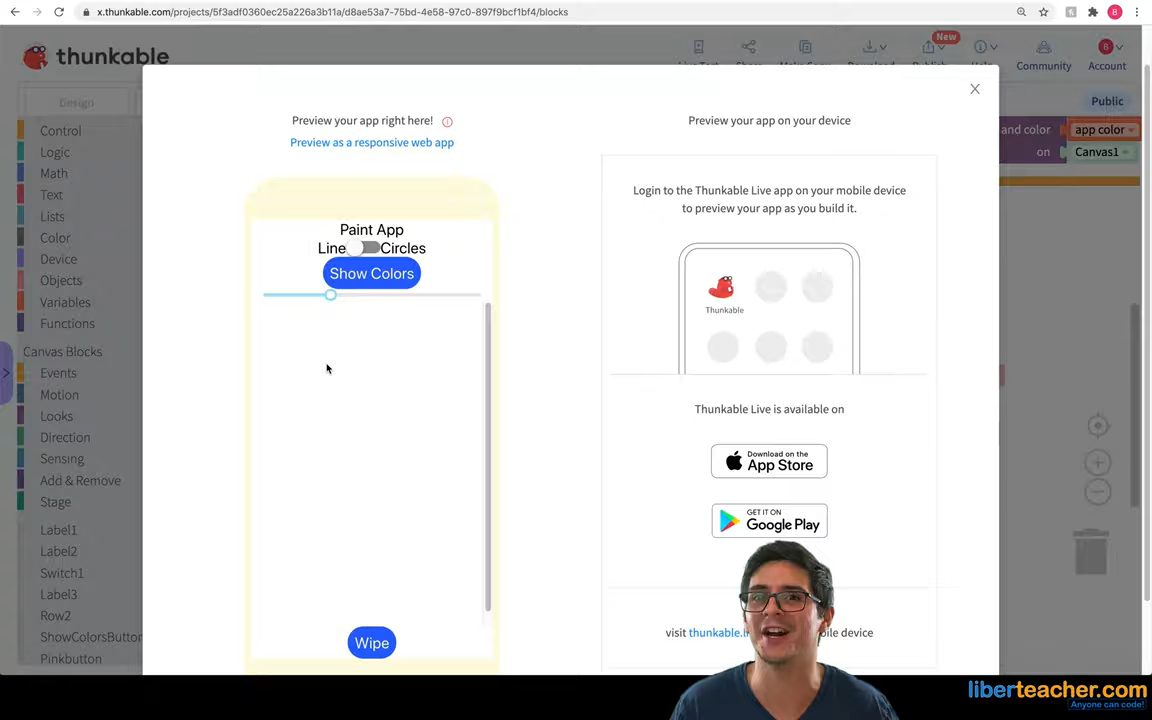 x.thunkable.com/projects/5f3adf0360ec25a226a3b11a/d8ae53a7-75bd-4e58-97c0-897f9bcf1bf4/blocks
B
thunkable
New
B
Community
Account
Design
Public
Control
Logic
Math
Text
Lists
Color
Device
Objects
Variables
Functions
Canvas Blocks
Events
Motion
Looks
Direction
Sensing
Add & Remove
Stage
Label1
Label2
Switch1
Label3
Row2
ShowColorsButton
Pinkbutton
and color
app color
on
Canvas1
Preview your app right here!
Preview as a responsive web app
Paint App
Line Circles
Show Colors
Wipe
Preview your app on your device
Login to the Thunkable Live app on your mobile device
to preview your app as you build it.
Thunkable
Thunkable Live is available on
Download on the
App Store
GET IT ON
Google Play
visit thunkable.
device
liberteacher.com
Anyone can code!